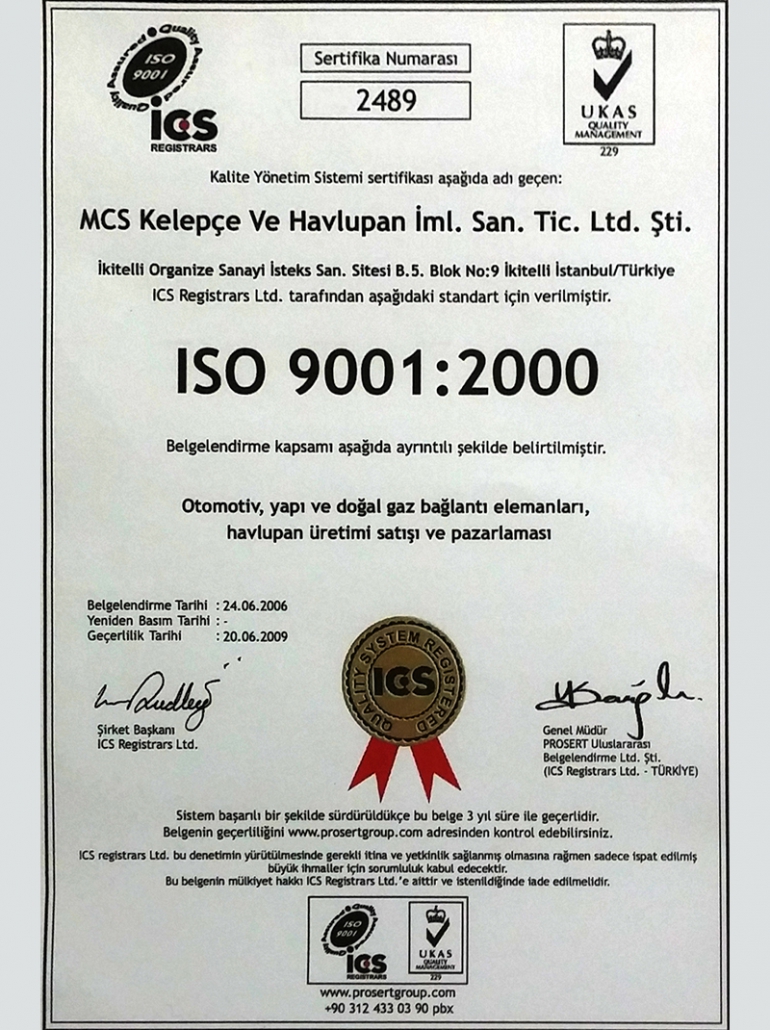 Quality Assured
ISO
9001
ICS
REGISTRARS
Sertifika Numarası
2489
UKAS
QUALITY
MANAGEMENT
229
Kalite Yönetim Sistemi sertifikası aşağıda adı geçen:
MCS Kelepçe Ve Havlupan İml. San. Tic. Ltd. Şti.
İkitelli Organize Sanayi İsteks San. Sitesi B.5. Blok No:9 İkitelli İstanbul/Türkiye
ICS Registrars Ltd. tarafından aşağıdaki standart için verilmiştir.
ISO 9001:2000
Belgelendirme kapsamı aşağıda ayrıntılı şekilde belirtilmiştir.
Otomotiv, yapı ve doğal gaz bağlantı elemanları,
havlupan üretimi satışı ve pazarlaması
Belgelendirme Tarihi : 24.06.2006
Yeniden Basım Tarihi : -
Geçerlilik Tarihi : 20.06.2009
QUALITY SYSTEM REGISTERED
ICS
Şirket Başkanı
ICS Registrars Ltd.
Genel Müdür
PROSERT Uluslararası
Belgelendirme Ltd. Şti.
(ICS Registrars Ltd. - TÜRKİYE)
Sistem başarılı bir şekilde sürdürüldükçe bu belge 3 yıl süre ile geçerlidir.
Belgenin geçerliliğini www.prosertgroup.com adresinden kontrol edebilirsiniz.
ICS registrars Ltd. bu denetimin yürütülmesinde gerekli itina ve yetkinlik sağlanmış olmasına rağmen sadece ispat edilmiş
büyük ihmaller için sorumluluk kabul edecektir.
Bu belgenin mülkiyet hakkı ICS Registrars Ltd.'e aittir ve istenildiğinde iade edilmelidir.
ISO
9001
ICS
REGISTRARS
UKAS
QUALITY
MANAGEMENT
229
www.prosertgroup.com
+90 312 433 03 90 pbx